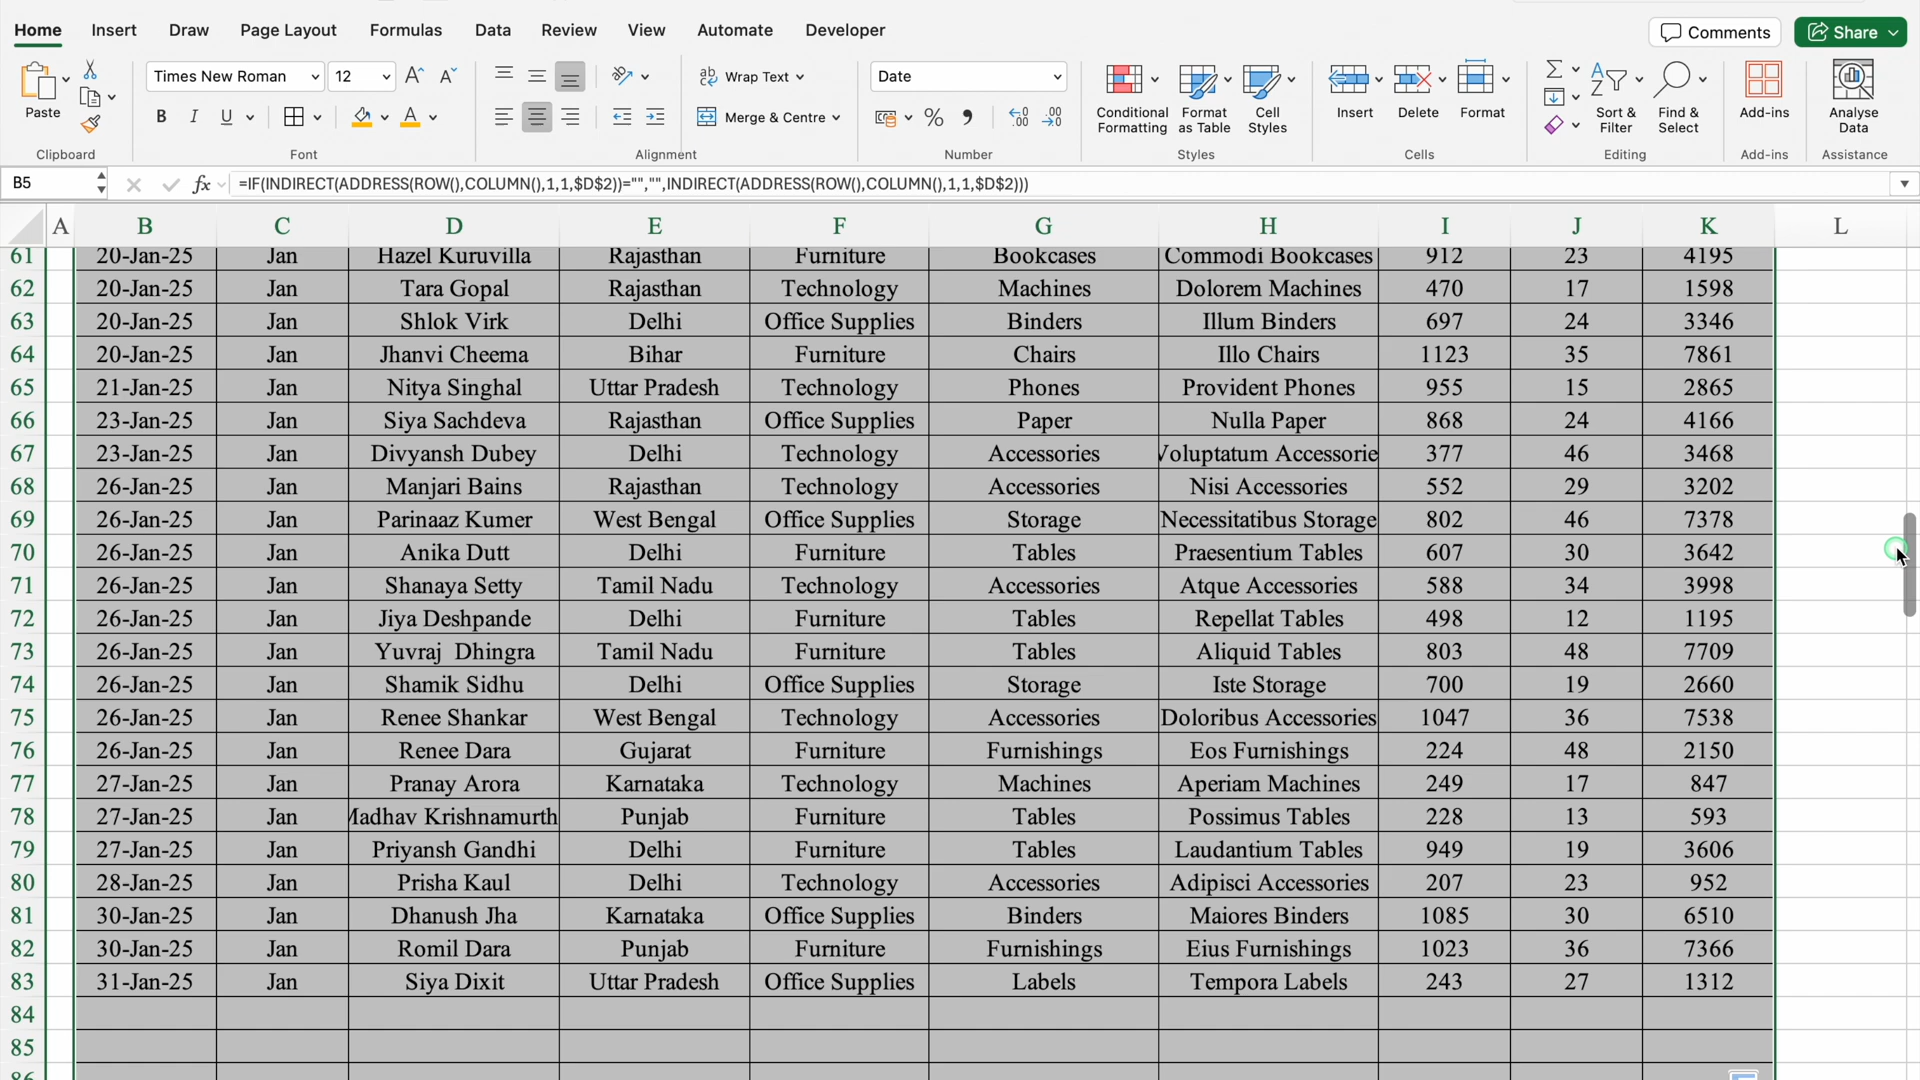 Home Insert Draw Page Layout Formulas Data Review View Automate Developer Comments Share
Times New Roman 12 Wrap Text Date
Paste B I U Merge & Centre % Conditional Formatting Format as Table Cell Styles Insert Delete Format Sort & Filter Find & Select Add-ins Analyse Data
Clipboard Font Alignment Number Styles Cells Editing Add-ins Assistance
B5 fx =IF(INDIRECT(ADDRESS(ROW(),COLUMN(),1,1,$D$2))="","",INDIRECT(ADDRESS(ROW(),COLUMN(),1,1,$D$2)))
A B C D E F G H I J K L
61 20-Jan-25 Jan Hazel Kuruvilla Rajasthan Furniture Bookcases Commodi Bookcases 912 23 4195
62 20-Jan-25 Jan Tara Gopal Rajasthan Technology Machines Dolorem Machines 470 17 1598
63 20-Jan-25 Jan Shlok Virk Delhi Office Supplies Binders Illum Binders 697 24 3346
64 20-Jan-25 Jan Jhanvi Cheema Bihar Furniture Chairs Illo Chairs 1123 35 7861
65 21-Jan-25 Jan Nitya Singhal Uttar Pradesh Technology Phones Provident Phones 955 15 2865
66 23-Jan-25 Jan Siya Sachdeva Rajasthan Office Supplies Paper Nulla Paper 868 24 4166
67 23-Jan-25 Jan Divyansh Dubey Delhi Technology Accessories Voluptatum Accessorie 377 46 3468
68 26-Jan-25 Jan Manjari Bains Rajasthan Technology Accessories Nisi Accessories 552 29 3202
69 26-Jan-25 Jan Parinaaz Kumer West Bengal Office Supplies Storage Necessitatibus Storage 802 46 7378
70 26-Jan-25 Jan Anika Dutt Delhi Furniture Tables Praesentium Tables 607 30 3642
71 26-Jan-25 Jan Shanaya Setty Tamil Nadu Technology Accessories Atque Accessories 588 34 3998
72 26-Jan-25 Jan Jiya Deshpande Delhi Furniture Tables Repellat Tables 498 12 1195
73 26-Jan-25 Jan Yuvraj Dhingra Tamil Nadu Furniture Tables Aliquid Tables 803 48 7709
74 26-Jan-25 Jan Shamik Sidhu Delhi Office Supplies Storage Iste Storage 700 19 2660
75 26-Jan-25 Jan Renee Shankar West Bengal Technology Accessories Doloribus Accessories 1047 36 7538
76 26-Jan-25 Jan Renee Dara Gujarat Furniture Furnishings Eos Furnishings 224 48 2150
77 27-Jan-25 Jan Pranay Arora Karnataka Technology Machines Aperiam Machines 249 17 847
78 27-Jan-25 Jan Madhav Krishnamurth Punjab Furniture Tables Possimus Tables 228 13 593
79 27-Jan-25 Jan Priyansh Gandhi Delhi Furniture Tables Laudantium Tables 949 19 3606
80 28-Jan-25 Jan Prisha Kaul Delhi Technology Accessories Adipisci Accessories 207 23 952
81 30-Jan-25 Jan Dhanush Jha Karnataka Office Supplies Binders Maiores Binders 1085 30 6510
82 30-Jan-25 Jan Romil Dara Punjab Furniture Furnishings Eius Furnishings 1023 36 7366
83 31-Jan-25 Jan Siya Dixit Uttar Pradesh Office Supplies Labels Tempora Labels 243 27 1312
84
85
86